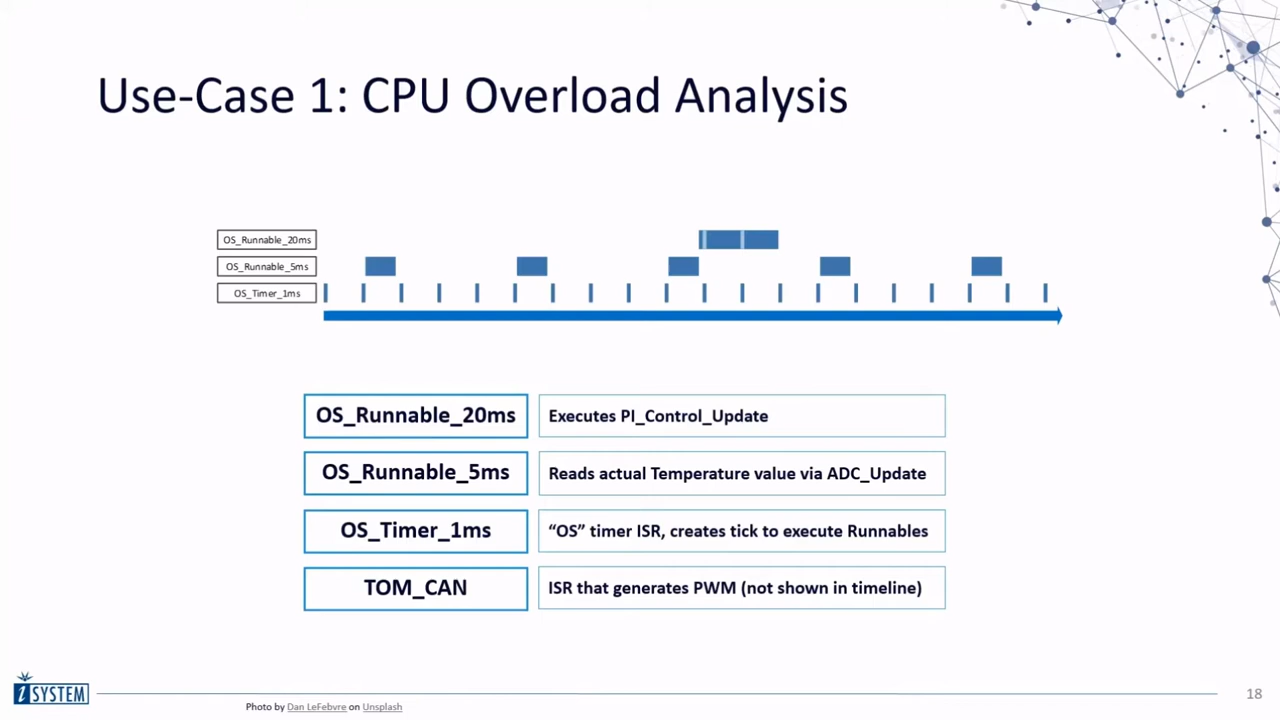 Use-Case 1: CPU Overload Analysis
OS_Runnable_20ms
OS_Runnable_5ms
OS_Timer_1ms
OS_Runnable_20ms
Executes PI_Control_Update
OS_Runnable_5ms
Reads actual Temperature value via ADC_Update
OS_Timer_1ms
“OS” timer ISR, creates tick to execute Runnables
TOM_CAN
ISR that generates PWM (not shown in timeline)
iSYSTEM
Photo by Dan LeFebvre on Unsplash
18